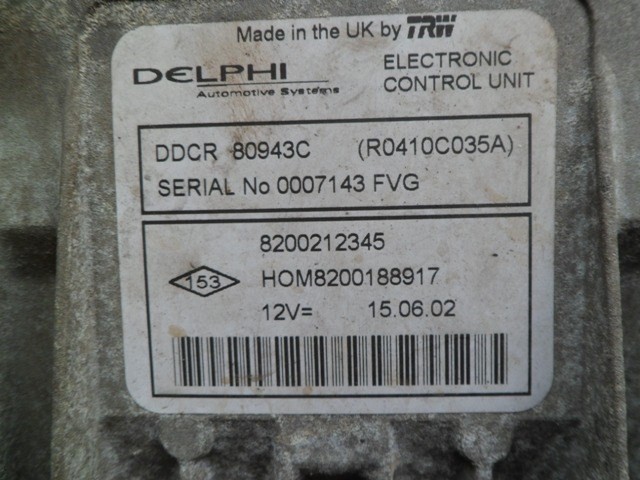 Made in the UK by TRW
DELPHI
Automotive Systems
ELECTRONIC
CONTROL UNIT
DDCR 80943C (R0410C035A)
SERIAL No 0007143 FVG
8200212345
153 HOM8200188917
12V= 15.06.02